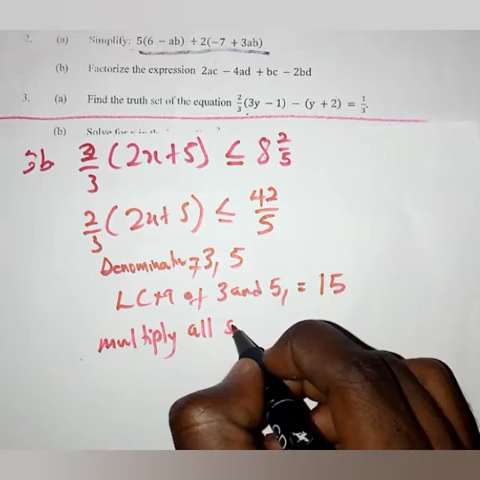 2. (a) Simplify: 5(6 − ab) + 2(−7 + 3ab)
(b) Factorize the expression 2ac − 4ad + bc − 2bd
3. (a) Find the truth set of the equation 2/3(3y − 1) − (y + 2) = 1/3.
(b) Solve for
3b 2/3 (2x+5) ≤ 8 2/5
2/3 (2x+5) ≤ 42/5
Denominator → 3, 5
LCM of 3 and 5, = 15
multiply all s